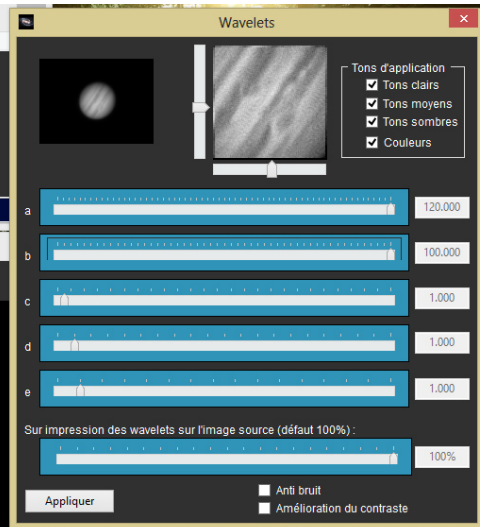 Wavelets
Tons d'application
Tons clairs
Tons moyens
Tons sombres
Couleurs
a 120.000
b 100.000
c 1.000
d 1.000
e 1.000
Sur impression des wavelets sur l'image source (défaut 100%) :
100%
Appliquer
Anti bruit
Amélioration du contraste